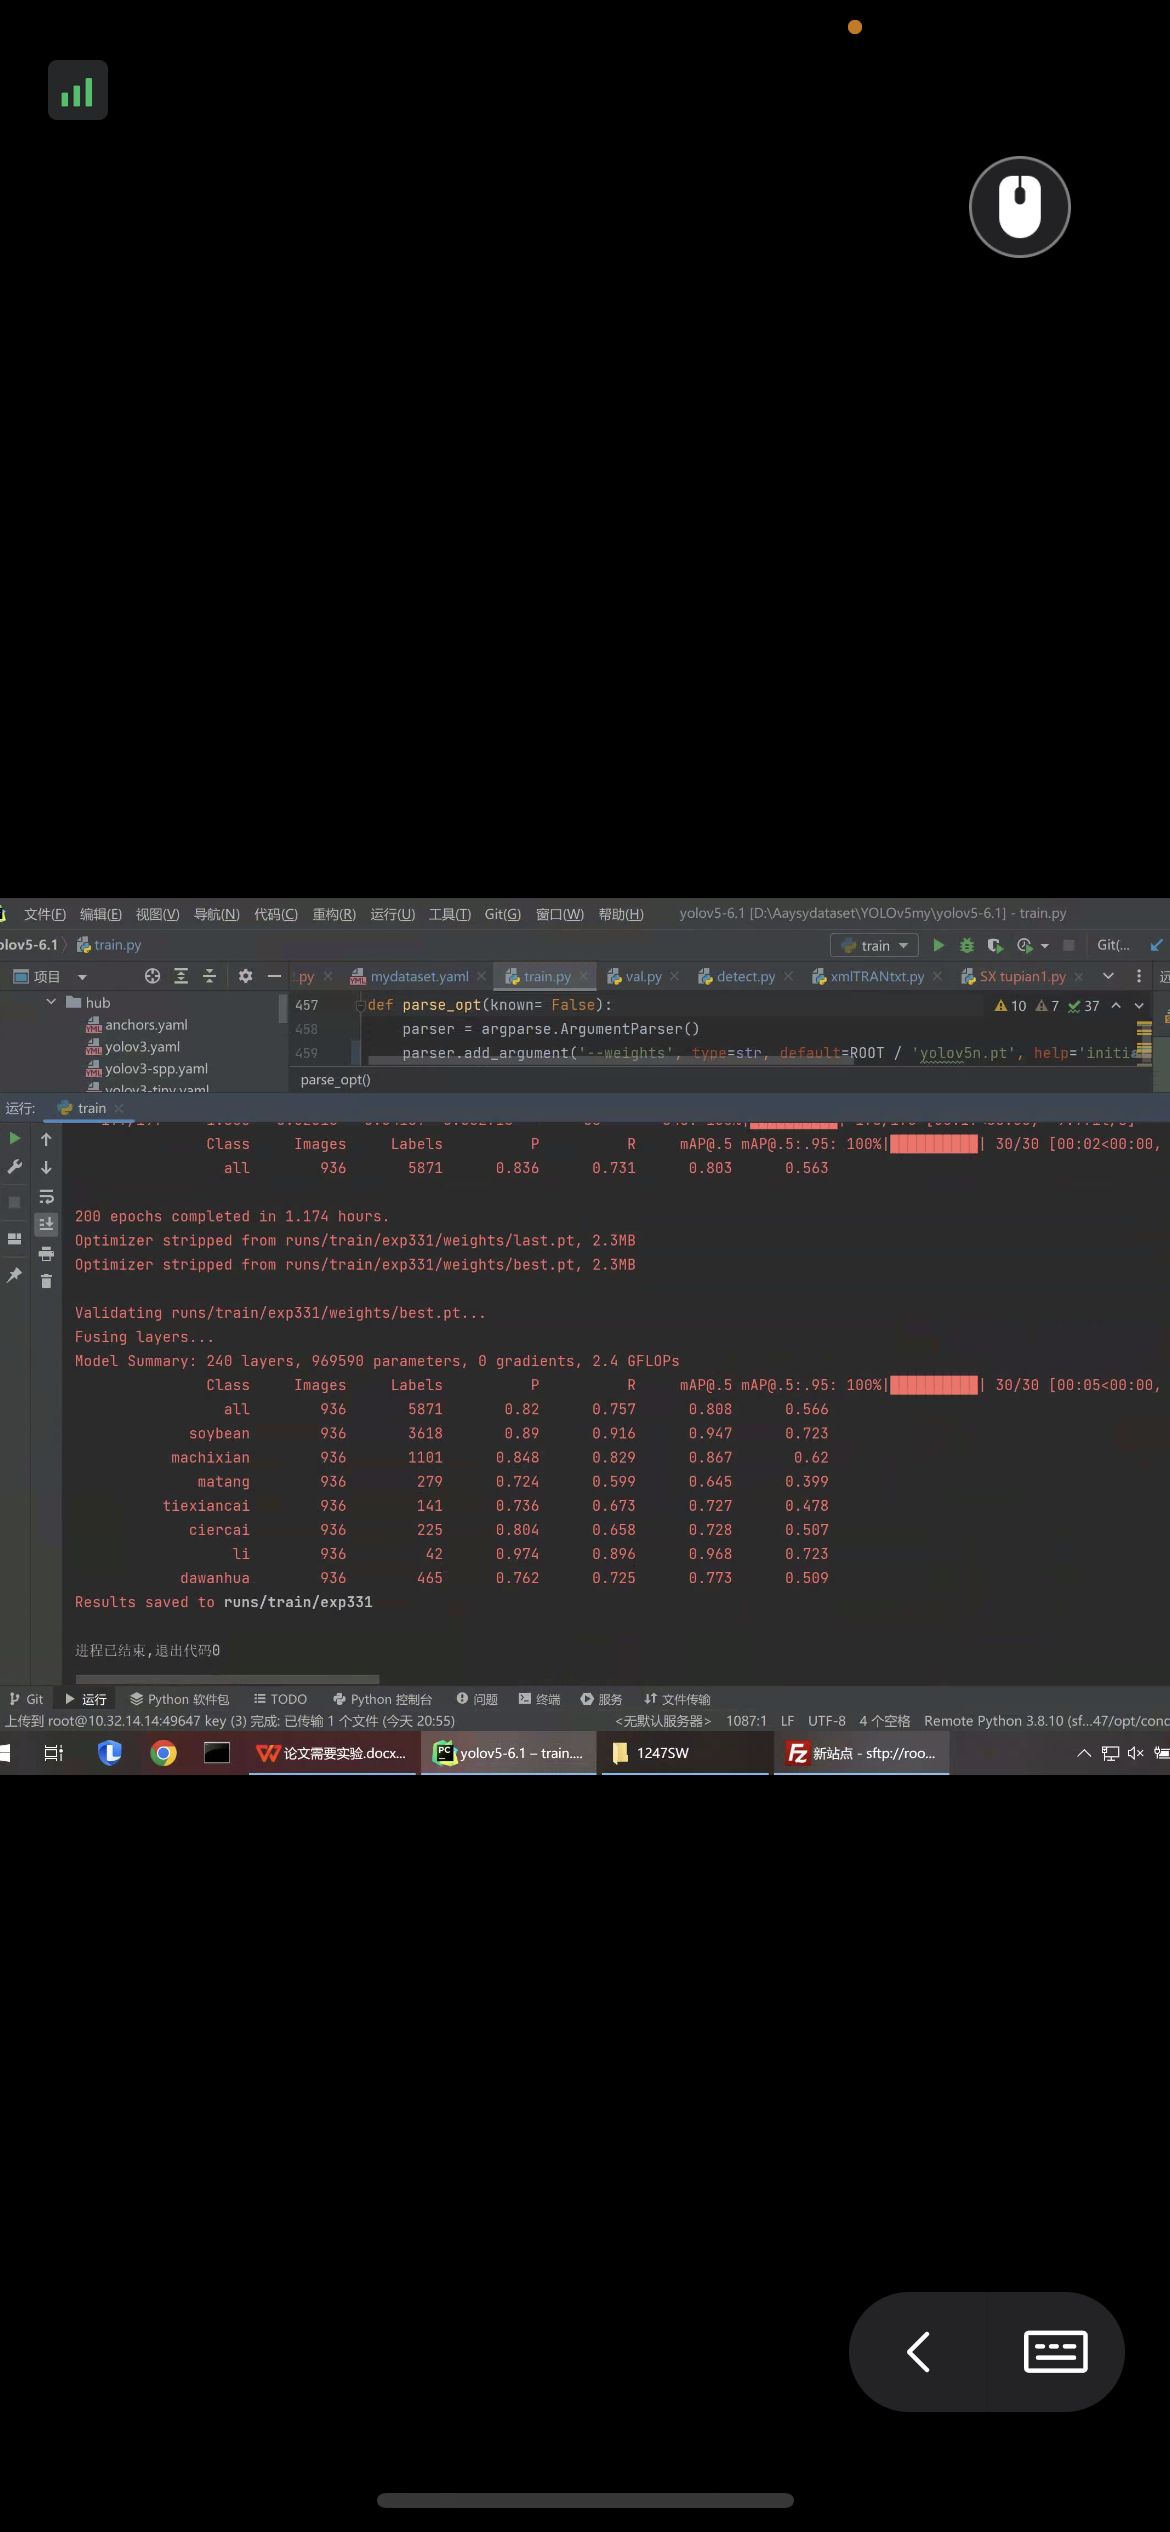 文件(F) 编辑(E) 视图(V) 导航(N) 代码(C) 重构(R) 运行(U) 工具(T) Git(G) 窗口(W) 帮助(H) yolov5-6.1 [D:\Aaysydataset\YOLOv5my\yolov5-6.1] - train.py
olov5-6.1 train.py train Git(...
项目 .py mydataset.yaml train.py val.py detect.py xmlTRANtxt.py SX tupian1.py
hub
anchors.yaml
yolov3.yaml
yolov3-spp.yaml
yolov3-tiny.yaml
457 def parse_opt(known= False): 10 7 37
458 parser = argparse.ArgumentParser()
459 parser.add_argument('--weights', type=str, default=ROOT / 'yolov5n.pt', help='initia
parse_opt()
运行: train
Class Images Labels P R mAP@.5 mAP@.5:.95: 100%| | 30/30 [00:02<00:00,
all 936 5871 0.836 0.731 0.803 0.563
200 epochs completed in 1.174 hours.
Optimizer stripped from runs/train/exp331/weights/last.pt, 2.3MB
Optimizer stripped from runs/train/exp331/weights/best.pt, 2.3MB
Validating runs/train/exp331/weights/best.pt...
Fusing layers...
Model Summary: 240 layers, 969590 parameters, 0 gradients, 2.4 GFLOPs
Class Images Labels P R mAP@.5 mAP@.5:.95: 100%| | 30/30 [00:05<00:00,
all 936 5871 0.82 0.757 0.808 0.566
soybean 936 3618 0.89 0.916 0.947 0.723
machixian 936 1101 0.848 0.829 0.867 0.62
matang 936 279 0.724 0.599 0.645 0.399
tiexiancai 936 141 0.736 0.673 0.727 0.478
ciercai 936 225 0.804 0.658 0.728 0.507
li 936 42 0.974 0.896 0.968 0.723
dawanhua 936 465 0.762 0.725 0.773 0.509
Results saved to runs/train/exp331
进程已结束,退出代码0
Git 运行 Python 软件包 TODO Python 控制台 问题 终端 服务 文件传输
上传到 root@10.32.14.14:49647 key (3) 完成: 已传输 1 个文件 (今天 20:55) <无默认服务器> 1087:1 LF UTF-8 4 个空格 Remote Python 3.8.10 (sf...47/opt/cond
论文需要实验.docx... yolov5-6.1 – train.... 1247SW 新站点 - sftp://roo...